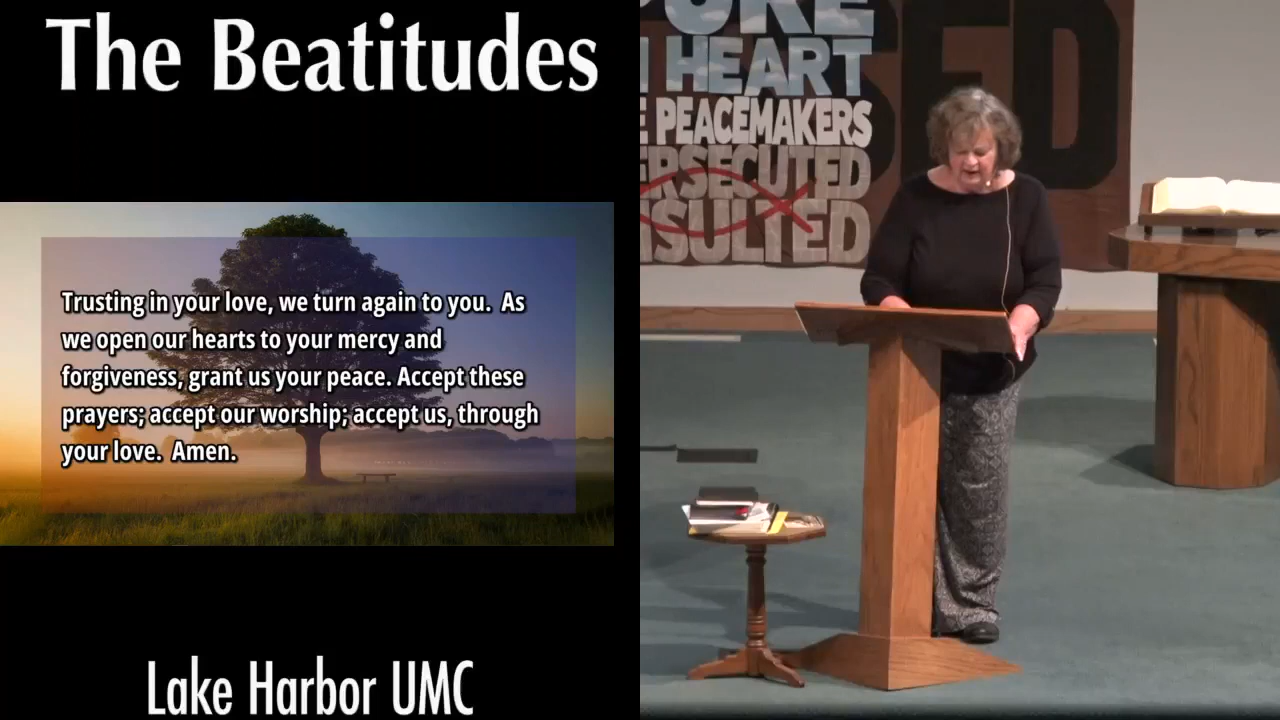 The Beatitudes
Trusting in your love, we turn again to you. As
we open our hearts to your mercy and
forgiveness, grant us your peace. Accept these
prayers; accept our worship; accept us, through
your love. Amen.
Lake Harbor UMC
HEART
PEACEMAKERS